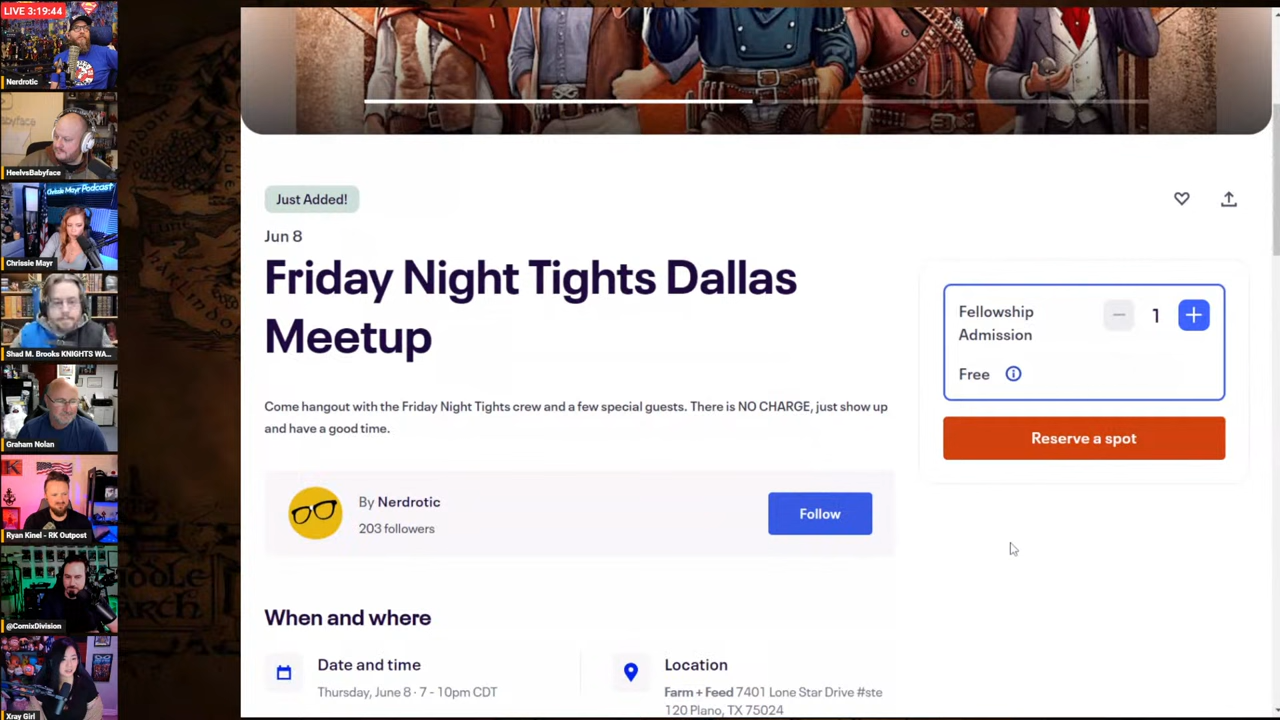 LIVE 3:19:44
Nerdrotic
HeelvsBabyface
Chrissie Mayr Podcast
Chrissie Mayr
Shad M. Brooks KNIGHTS WA...
Graham Nolan
Ryan Kinel - RK Outpost
@ComixDivision
Xray Girl
Just Added!
Jun 8
Friday Night Tights Dallas
Meetup
Come hangout with the Friday Night Tights crew and a few special guests. There is NO CHARGE, just show up
and have a good time.
By Nerdrotic
203 followers
Follow
Fellowship
Admission
1
Free
Reserve a spot
When and where
Date and time
Thursday, June 8 · 7 - 10pm CDT
Location
Farm + Feed 7401 Lone Star Drive #ste
120 Plano, TX 75024